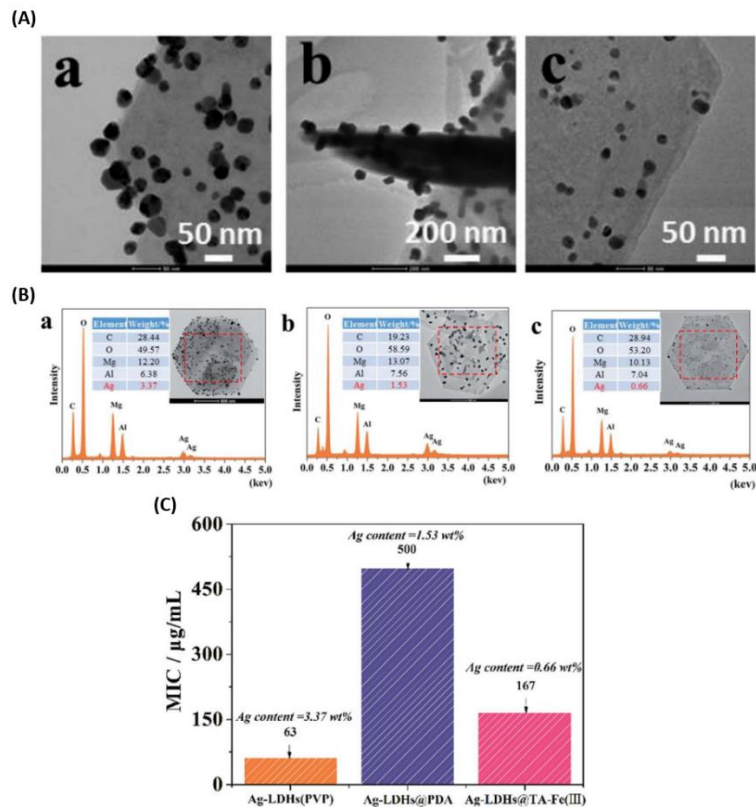 (A)
a
b
c
50 nm
200 nm
50 nm
(B)
a
Element Weight/%
C 28.44
O 49.57
Mg 12.20
Al 6.38
Ag 3.37
O
C
Mg
Al
Ag
Ag
Intensity
0.0 0.5 1.0 1.5 2.0 2.5 3.0 3.5 4.0 4.5 5.0
(kev)
b
Element Weight/%
C 19.23
O 58.59
Mg 13.07
Al 7.56
Ag 1.53
O
C
Mg
Al
Ag
Ag
Intensity
0.0 0.5 1.0 1.5 2.0 2.5 3.0 3.5 4.0 4.5 5.0
(kev)
c
Element Weight/%
C 28.94
O 53.20
Mg 10.13
Al 7.04
Ag 0.66
O
C
Mg
Al
Ag
Ag
Intensity
0.0 0.5 1.0 1.5 2.0 2.5 3.0 3.5 4.0 4.5 5.0
(kev)
(C)
MIC / μg/mL
600
450
300
150
0
Ag content =3.37 wt%
63
Ag content =1.53 wt%
500
Ag content =0.66 wt%
167
Ag-LDHs(PVP)
Ag-LDHs@PDA
Ag-LDHs@TA-Fe(III)